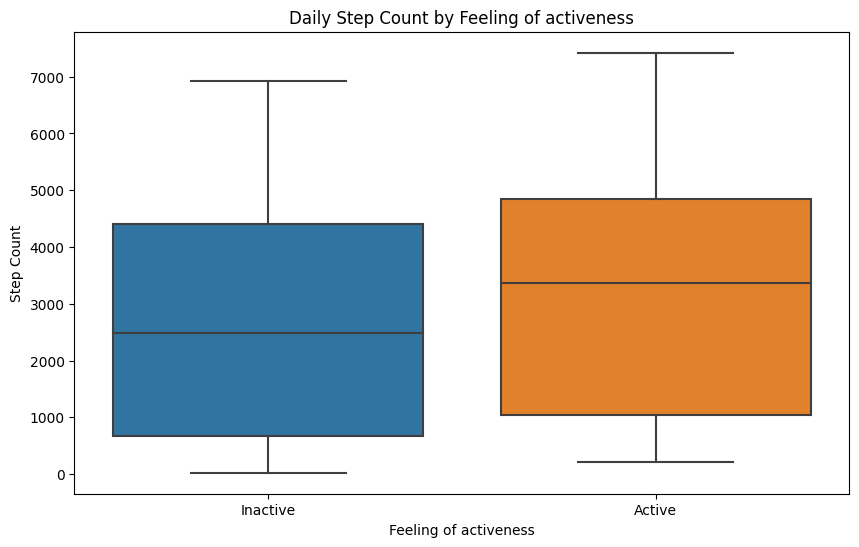 Daily Step Count by Feeling of activeness
7000
6000
5000
4000
3000
2000
1000
0
Step Count
Inactive
Active
Feeling of activeness